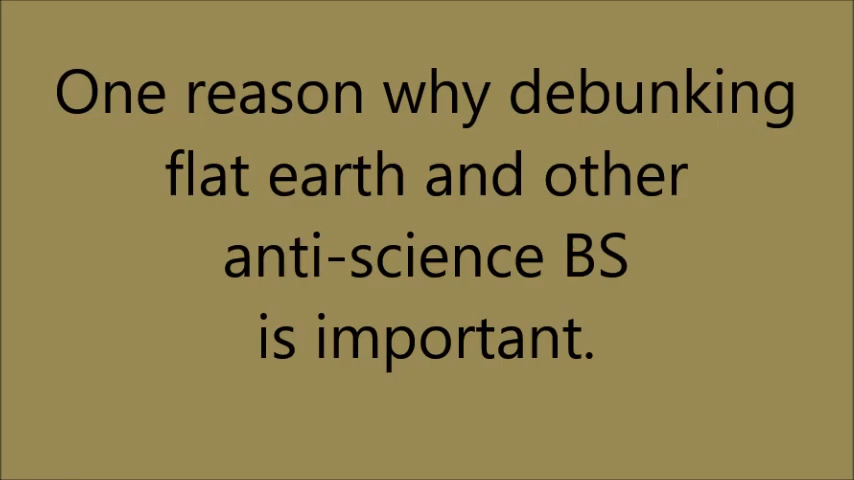 One reason why debunking
flat earth and other
anti-science BS
is important.